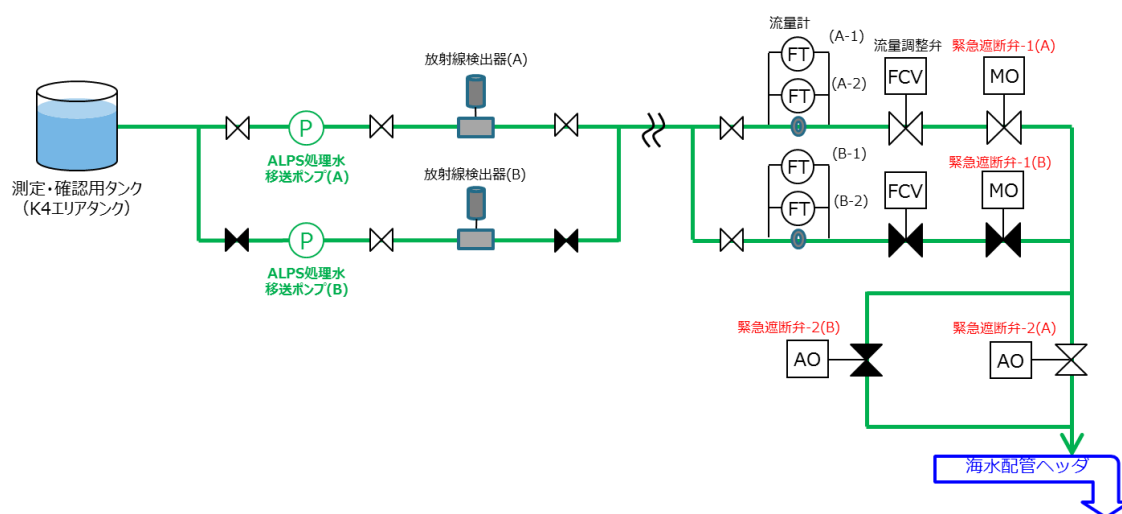 測定・確認用タンク
(K4エリアタンク)
P
ALPS処理水
移送ポンプ(A)
放射線検出器(A)
P
ALPS処理水
移送ポンプ(B)
放射線検出器(B)
流量計
FT
(A-1)
FT
(A-2)
流量調整弁
FCV
緊急遮断弁-1(A)
MO
FT
(B-1)
FT
(B-2)
FCV
緊急遮断弁-1(B)
MO
緊急遮断弁-2(B)
AO
緊急遮断弁-2(A)
AO
海水配管ヘッダ